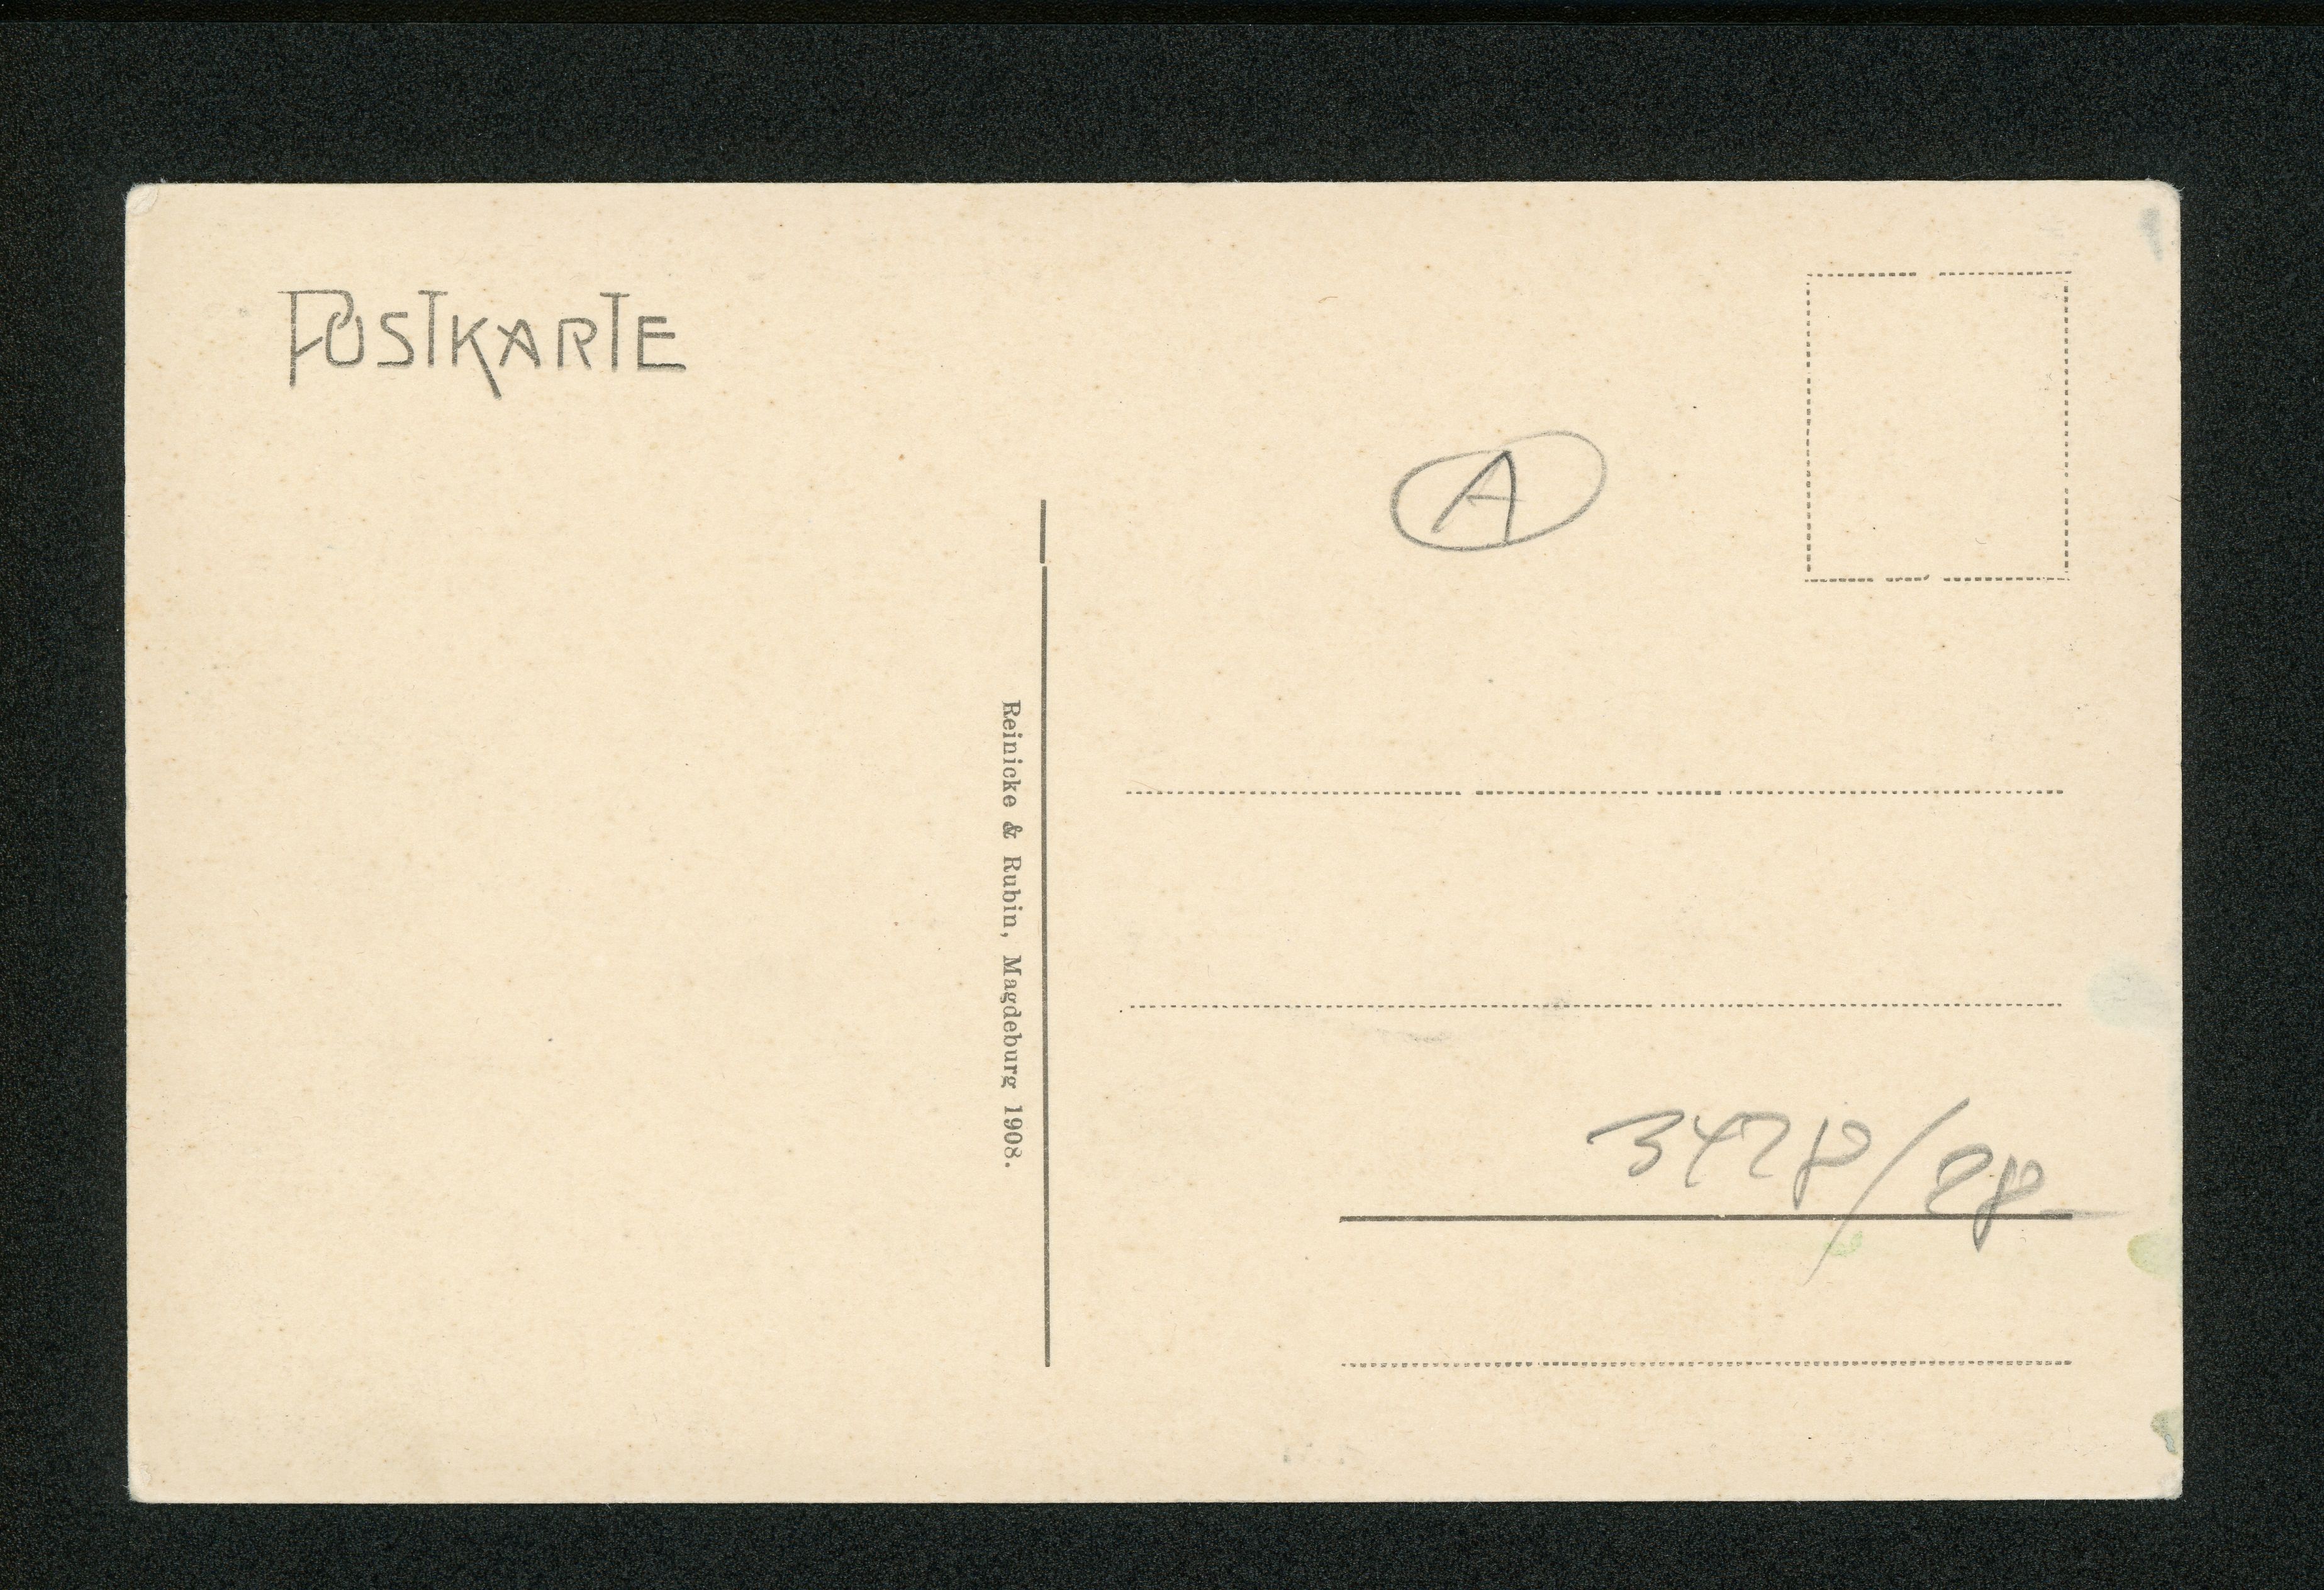 POSTKARTE
A
Reinicke & Rubin, Magdeburg 1908.